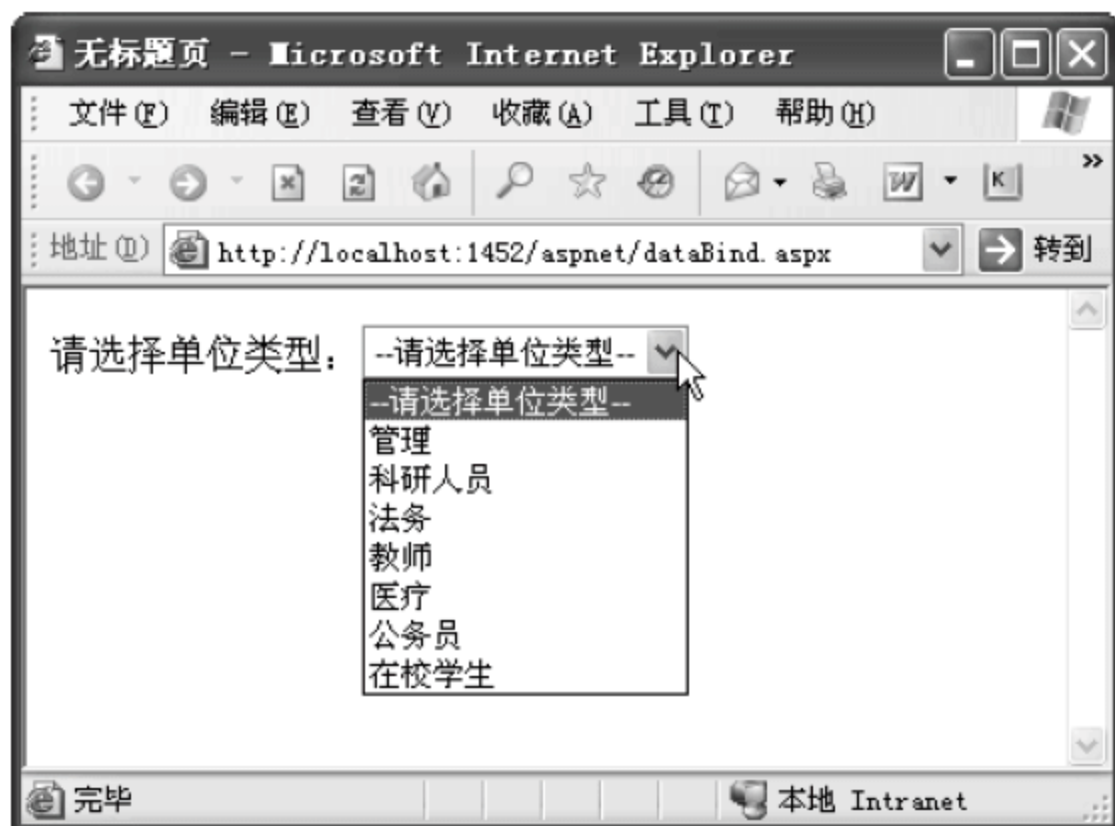 无标题页 - Microsoft Internet Explorer
文件(F) 编辑(E) 查看(V) 收藏(A) 工具(T) 帮助(H)
W K »
地址(D) http://localhost:1452/aspnet/dataBind.aspx 转到
请选择单位类型： --请选择单位类型--
--请选择单位类型--
管理
科研人员
法务
教师
医疗
公务员
在校学生
完毕 本地 Intranet